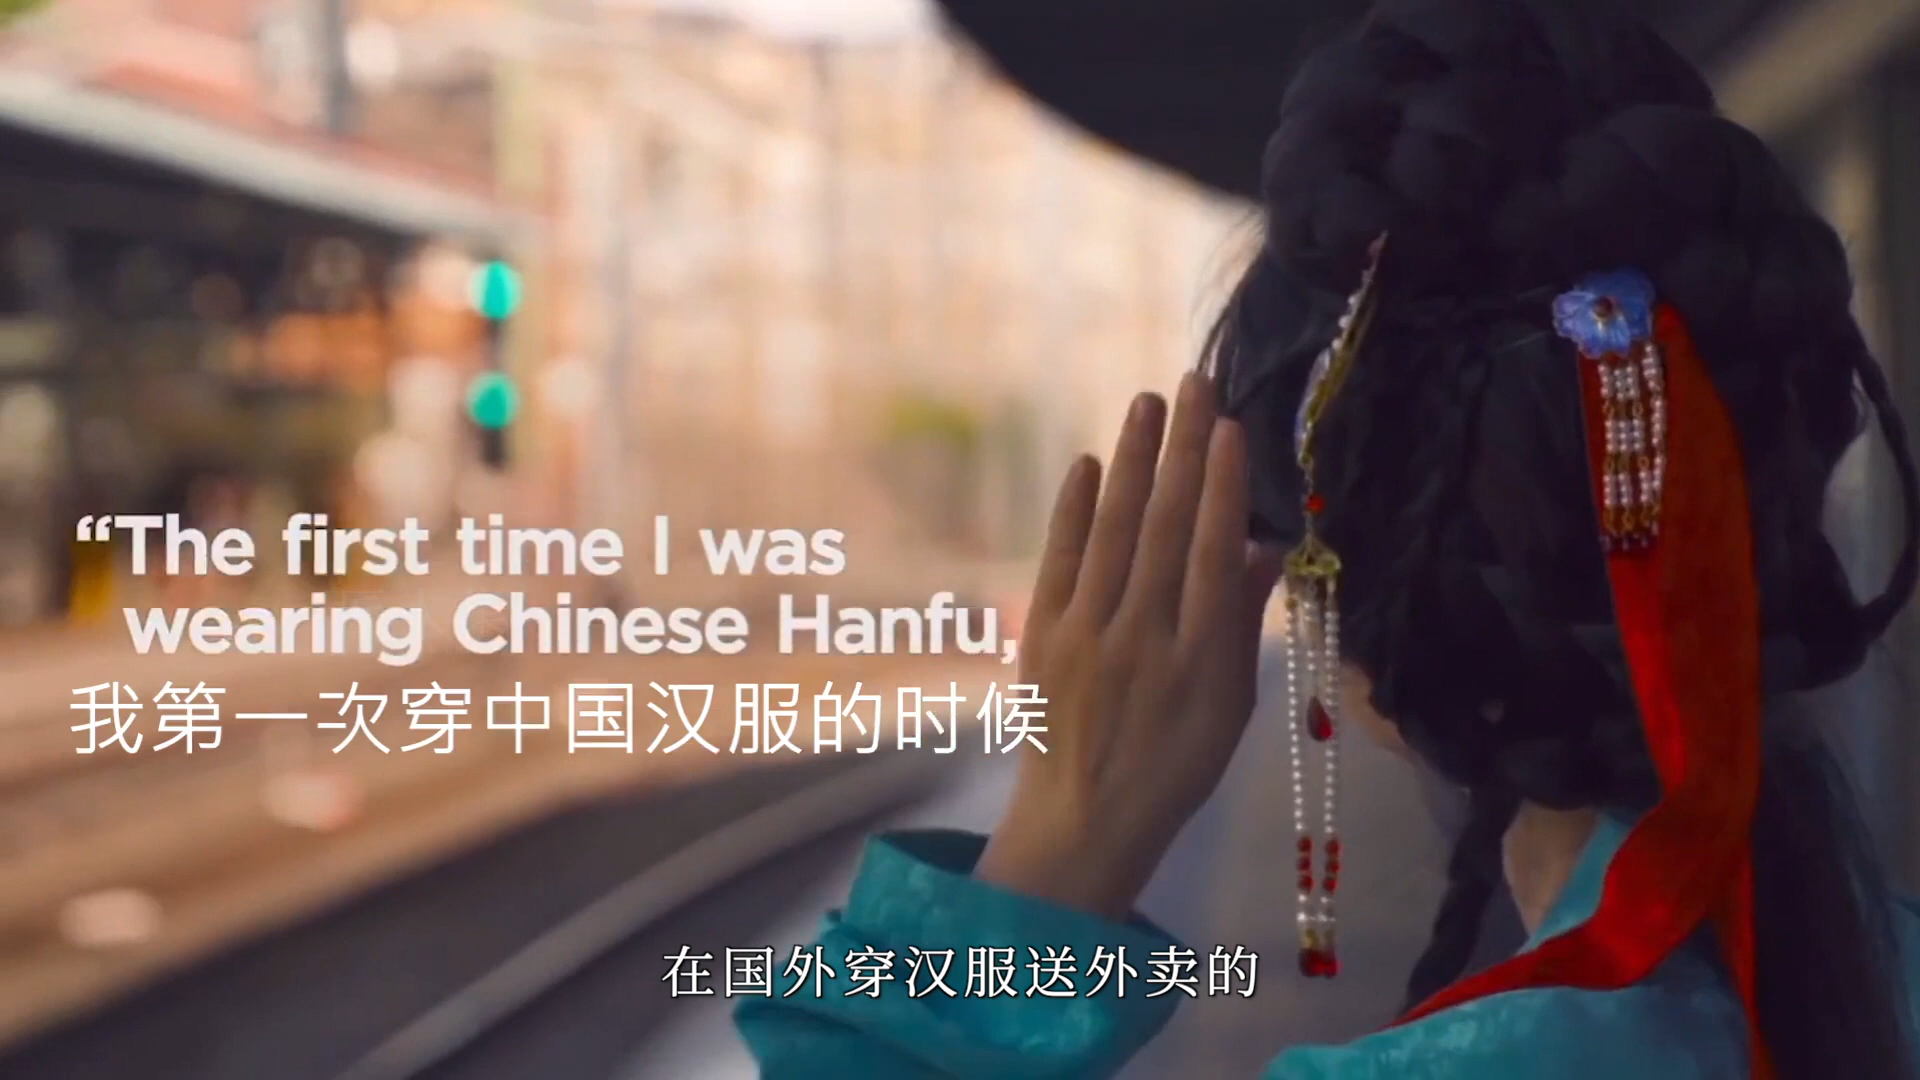 “The first time I was
wearing Chinese Hanfu,
我第一次穿中国汉服的时候
在国外穿汉服送外卖的